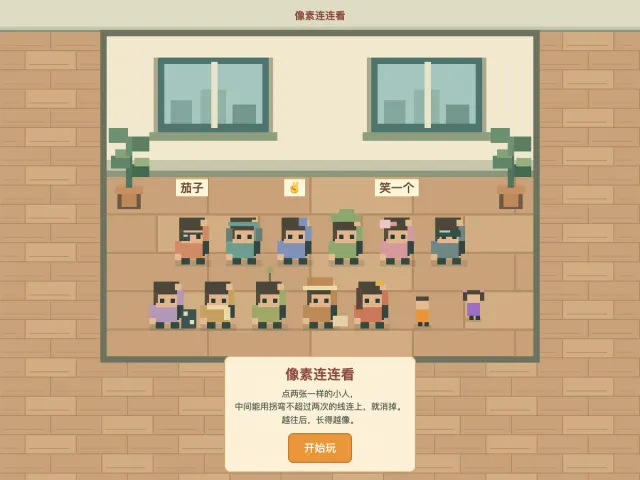 像素连连看
茄子
✌️
笑一个
像素连连看
点两张一样的小人，
中间能用拐弯不超过两次的线连上，就消掉。
越往后，长得越像。
开始玩